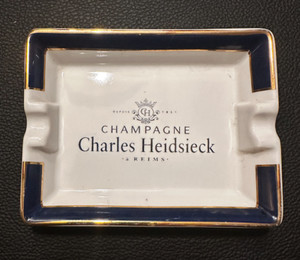 CHAMPAGNE
Charles Heidsieck
·à REIMS·